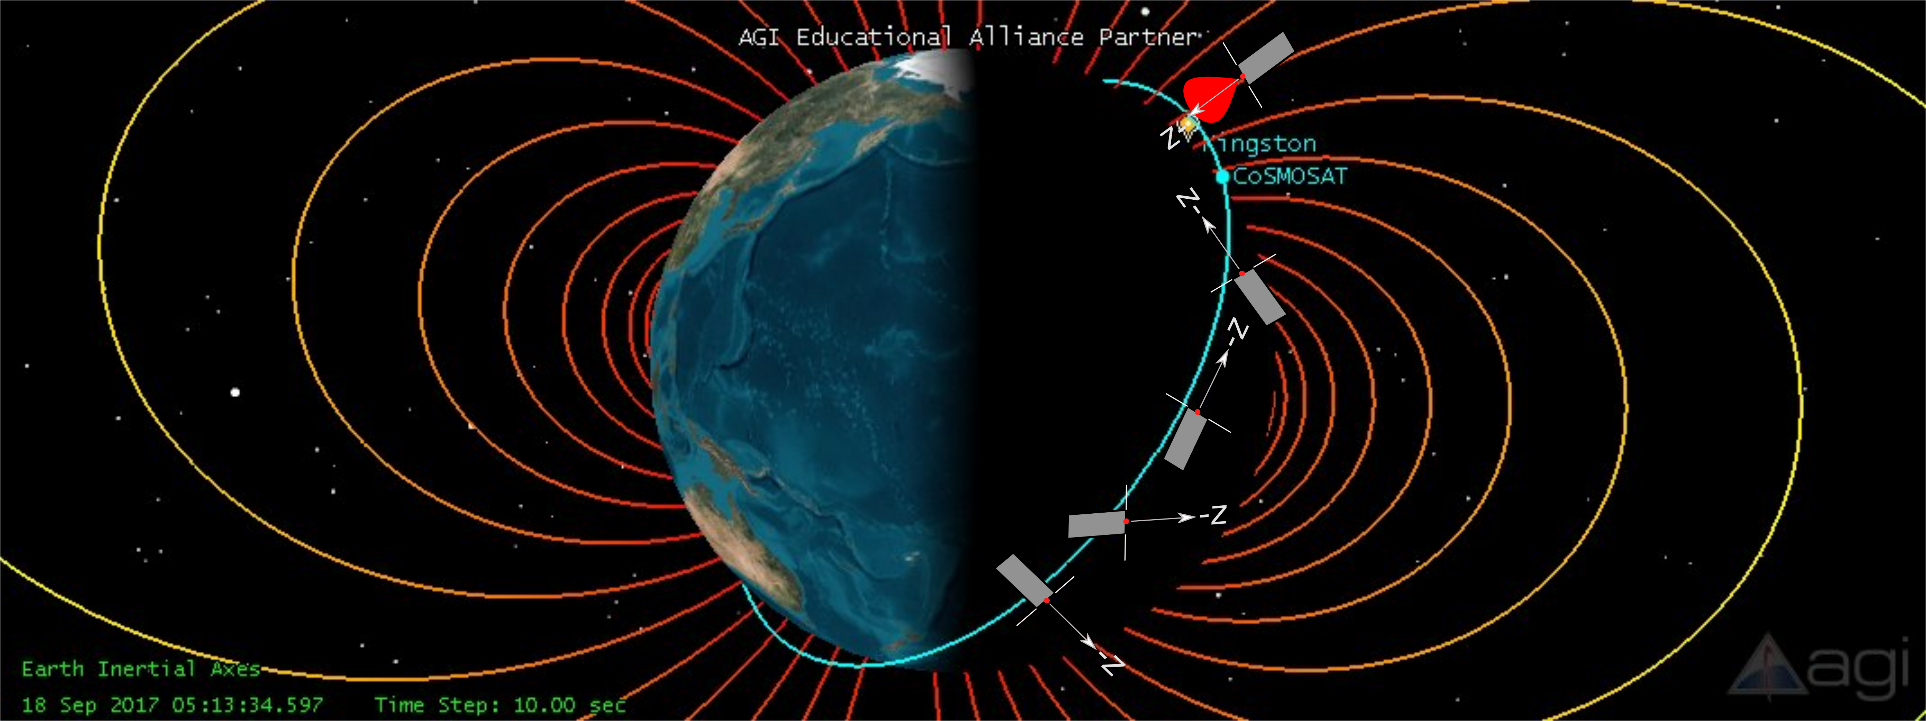 AGI Educational Alliance Partner
-Z
ingston
CoSMOSAT
-Z
-Z
-Z
-Z
Earth Inertial Axes
18 Sep 2017 05:13:34.597 Time Step: 10.00 sec
agi